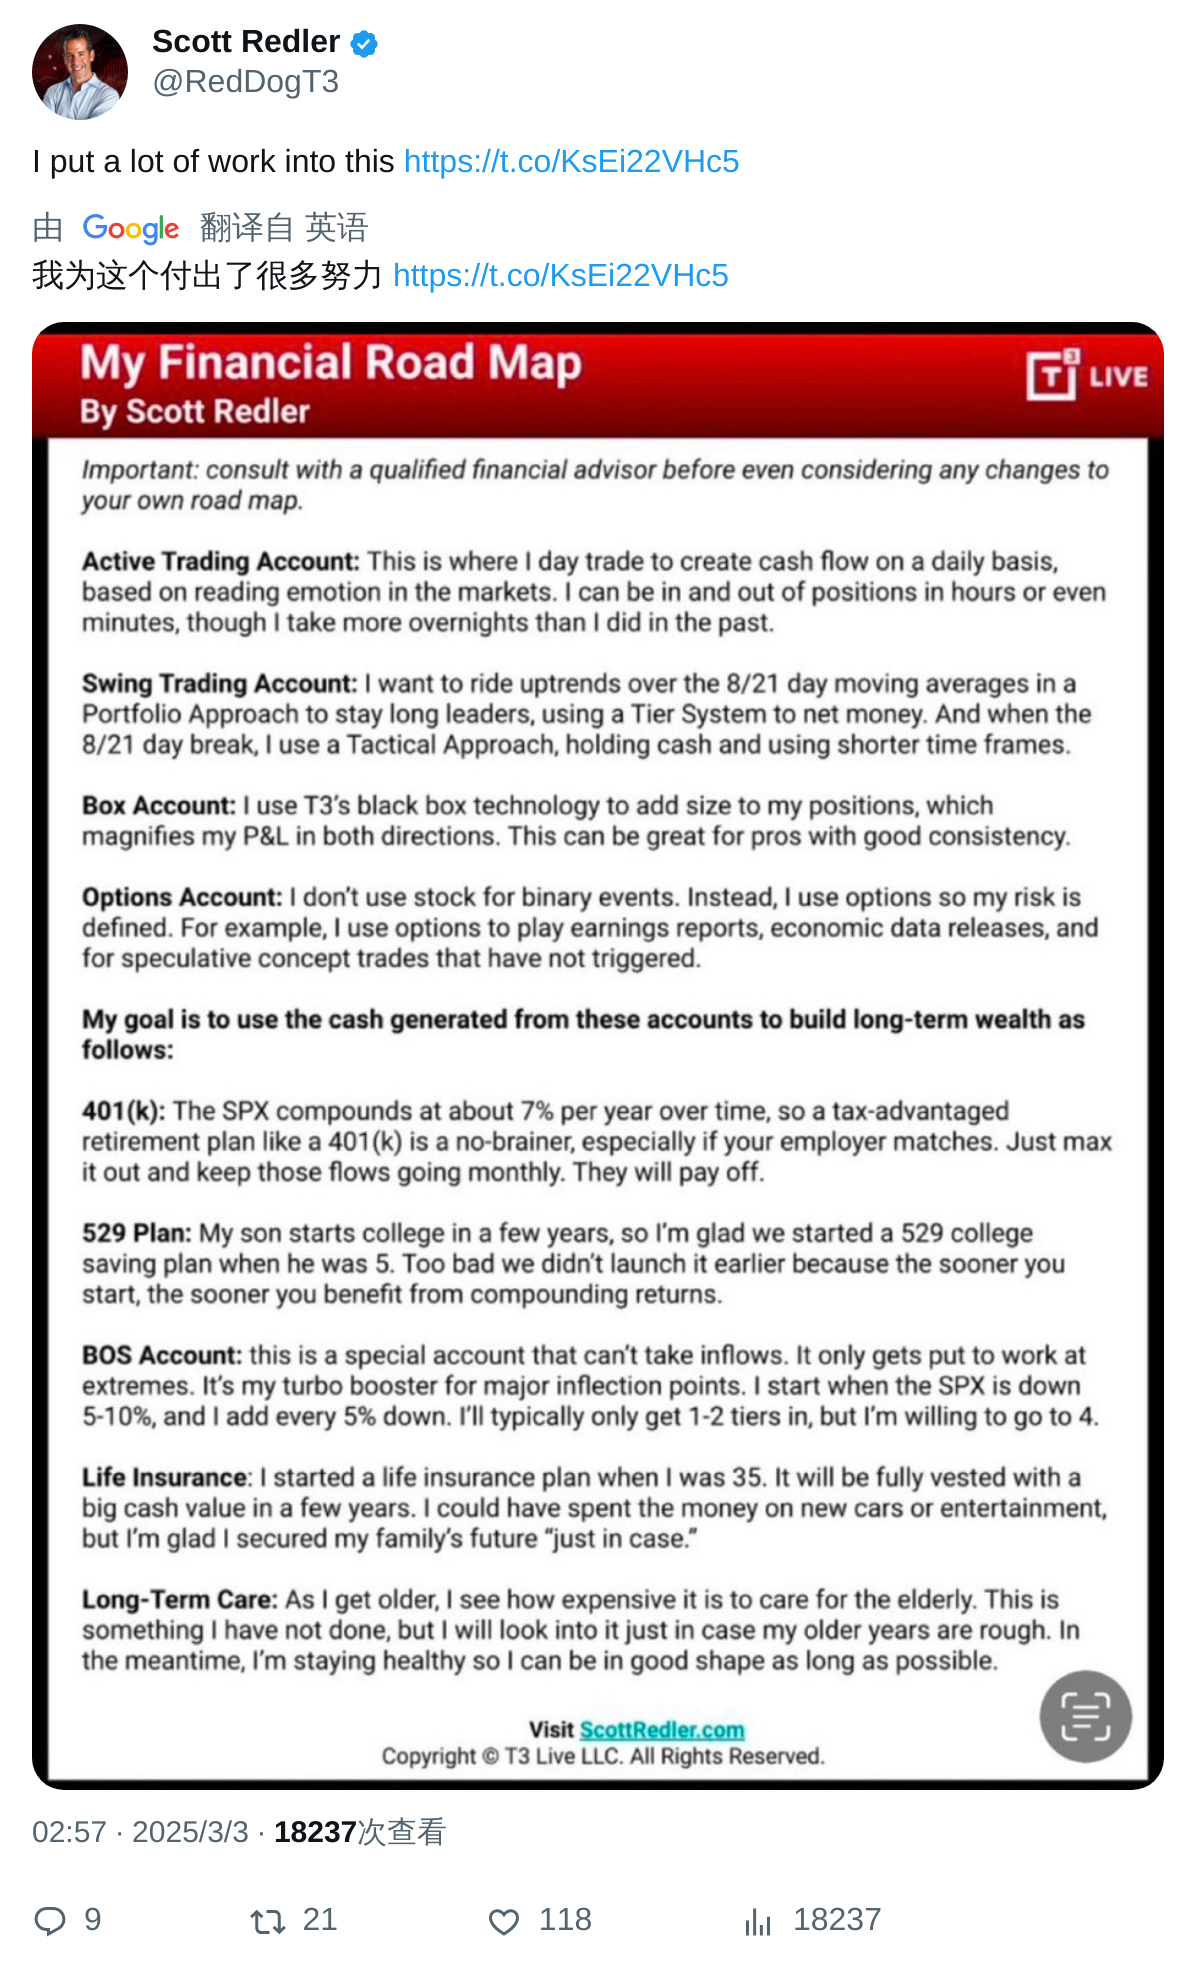 Scott Redler
@RedDogT3
I put a lot of work into this https://t.co/KsEi22VHc5
由 Google 翻译自 英语
我为这个付出了很多努力 https://t.co/KsEi22VHc5
My Financial Road Map
By Scott Redler
T3 LIVE
Important: consult with a qualified financial advisor before even considering any changes to
your own road map.
Active Trading Account: This is where I day trade to create cash flow on a daily basis,
based on reading emotion in the markets. I can be in and out of positions in hours or even
minutes, though I take more overnights than I did in the past.
Swing Trading Account: I want to ride uptrends over the 8/21 day moving averages in a
Portfolio Approach to stay long leaders, using a Tier System to net money. And when the
8/21 day break, I use a Tactical Approach, holding cash and using shorter time frames.
Box Account: I use T3's black box technology to add size to my positions, which
magnifies my P&L in both directions. This can be great for pros with good consistency.
Options Account: I don't use stock for binary events. Instead, I use options so my risk is
defined. For example, I use options to play earnings reports, economic data releases, and
for speculative concept trades that have not triggered.
My goal is to use the cash generated from these accounts to build long-term wealth as
follows:
401(k): The SPX compounds at about 7% per year over time, so a tax-advantaged
retirement plan like a 401(k) is a no-brainer, especially if your employer matches. Just max
it out and keep those flows going monthly. They will pay off.
529 Plan: My son starts college in a few years, so I'm glad we started a 529 college
saving plan when he was 5. Too bad we didn't launch it earlier because the sooner you
start, the sooner you benefit from compounding returns.
BOS Account: this is a special account that can't take inflows. It only gets put to work at
extremes. It's my turbo booster for major inflection points. I start when the SPX is down
5-10%, and I add every 5% down. I'll typically only get 1-2 tiers in, but I'm willing to go to 4.
Life Insurance: I started a life insurance plan when I was 35. It will be fully vested with a
big cash value in a few years. I could have spent the money on new cars or entertainment,
but I'm glad I secured my family's future “just in case.”
Long-Term Care: As I get older, I see how expensive it is to care for the elderly. This is
something I have not done, but I will look into it just in case my older years are rough. In
the meantime, I'm staying healthy so I can be in good shape as long as possible.
Visit ScottRedler.com
Copyright © T3 Live LLC. All Rights Reserved.
02:57 · 2025/3/3 · 18237次查看
9 21 118 18237